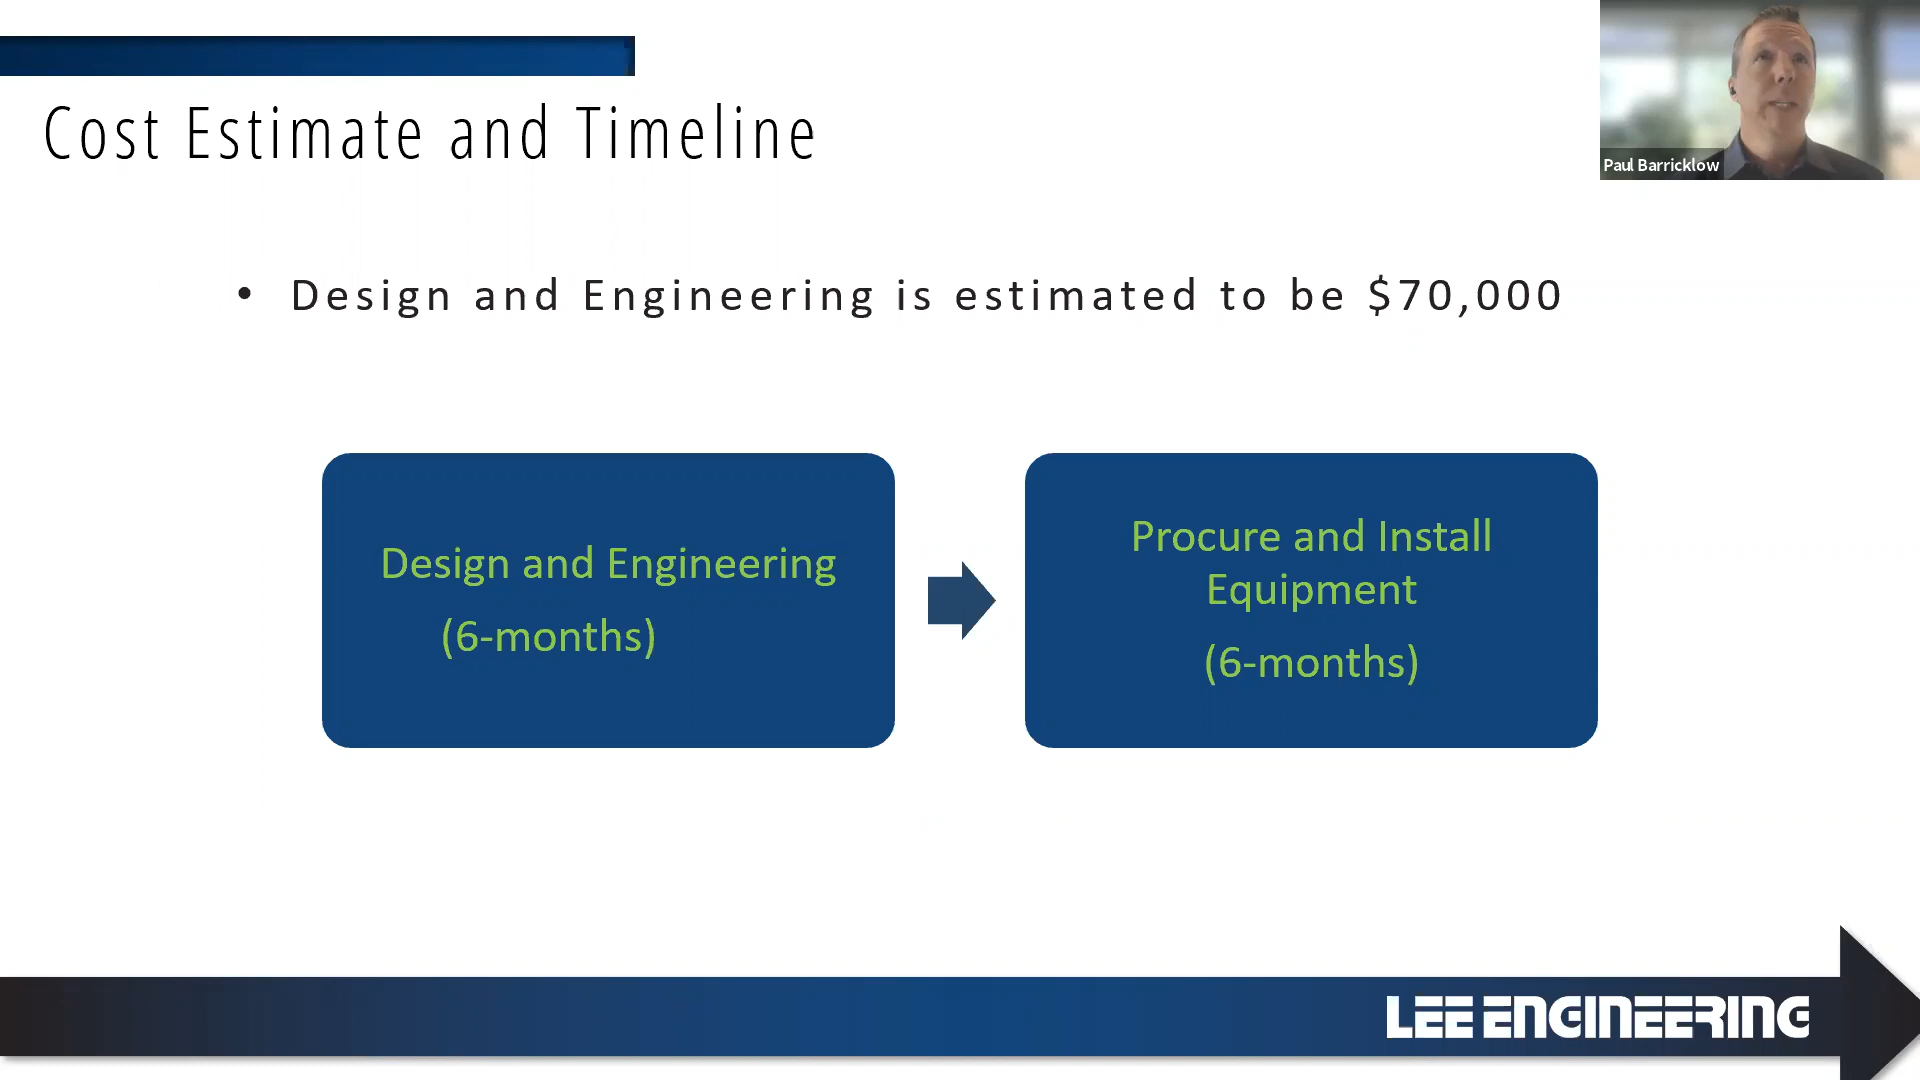 Cost Estimate and Timeline
Paul Barricklow
• Design and Engineering is estimated to be $70,000
Design and Engineering
(6-months)
Procure and Install
Equipment
(6-months)
LEE ENGINEERING